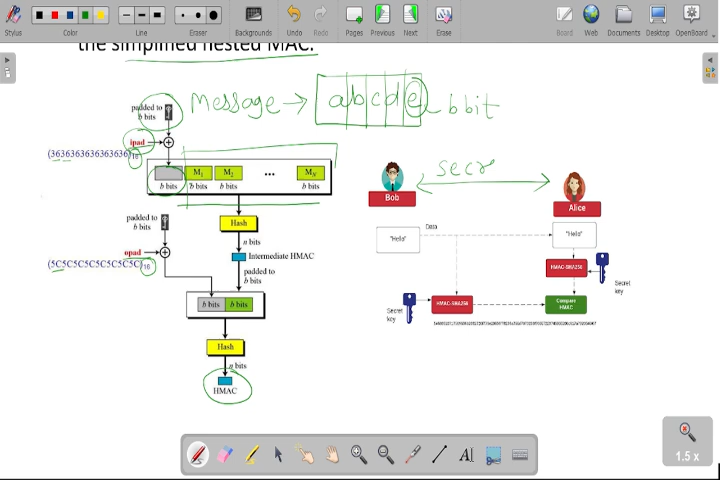 Stylus
Color
Line
Eraser
Backgrounds
Undo
Redo
Pages
Previous
Next
Erase
Board
Web
Documents
Desktop
OpenBoard
the simplified nested MAC.
Message → abcde b bit
padded to
b bits
ipad
(3636363636363636)16
M1
M2
...
MN
b bits
b bits
b bits
b bits
secre
Bob
Alice
padded to
b bits
Hash
n bits
opad
Intermediate HMAC
(5C5C5C5C5C5C5C5C)16
padded to
b bits
b bits
b bits
Hash
n bits
HMAC
Data
"Hello"
"Hello"
HMAC-SHA256
Secret
key
Secret
key
HMAC-SHA256
Compare
HMAC
1.5 x